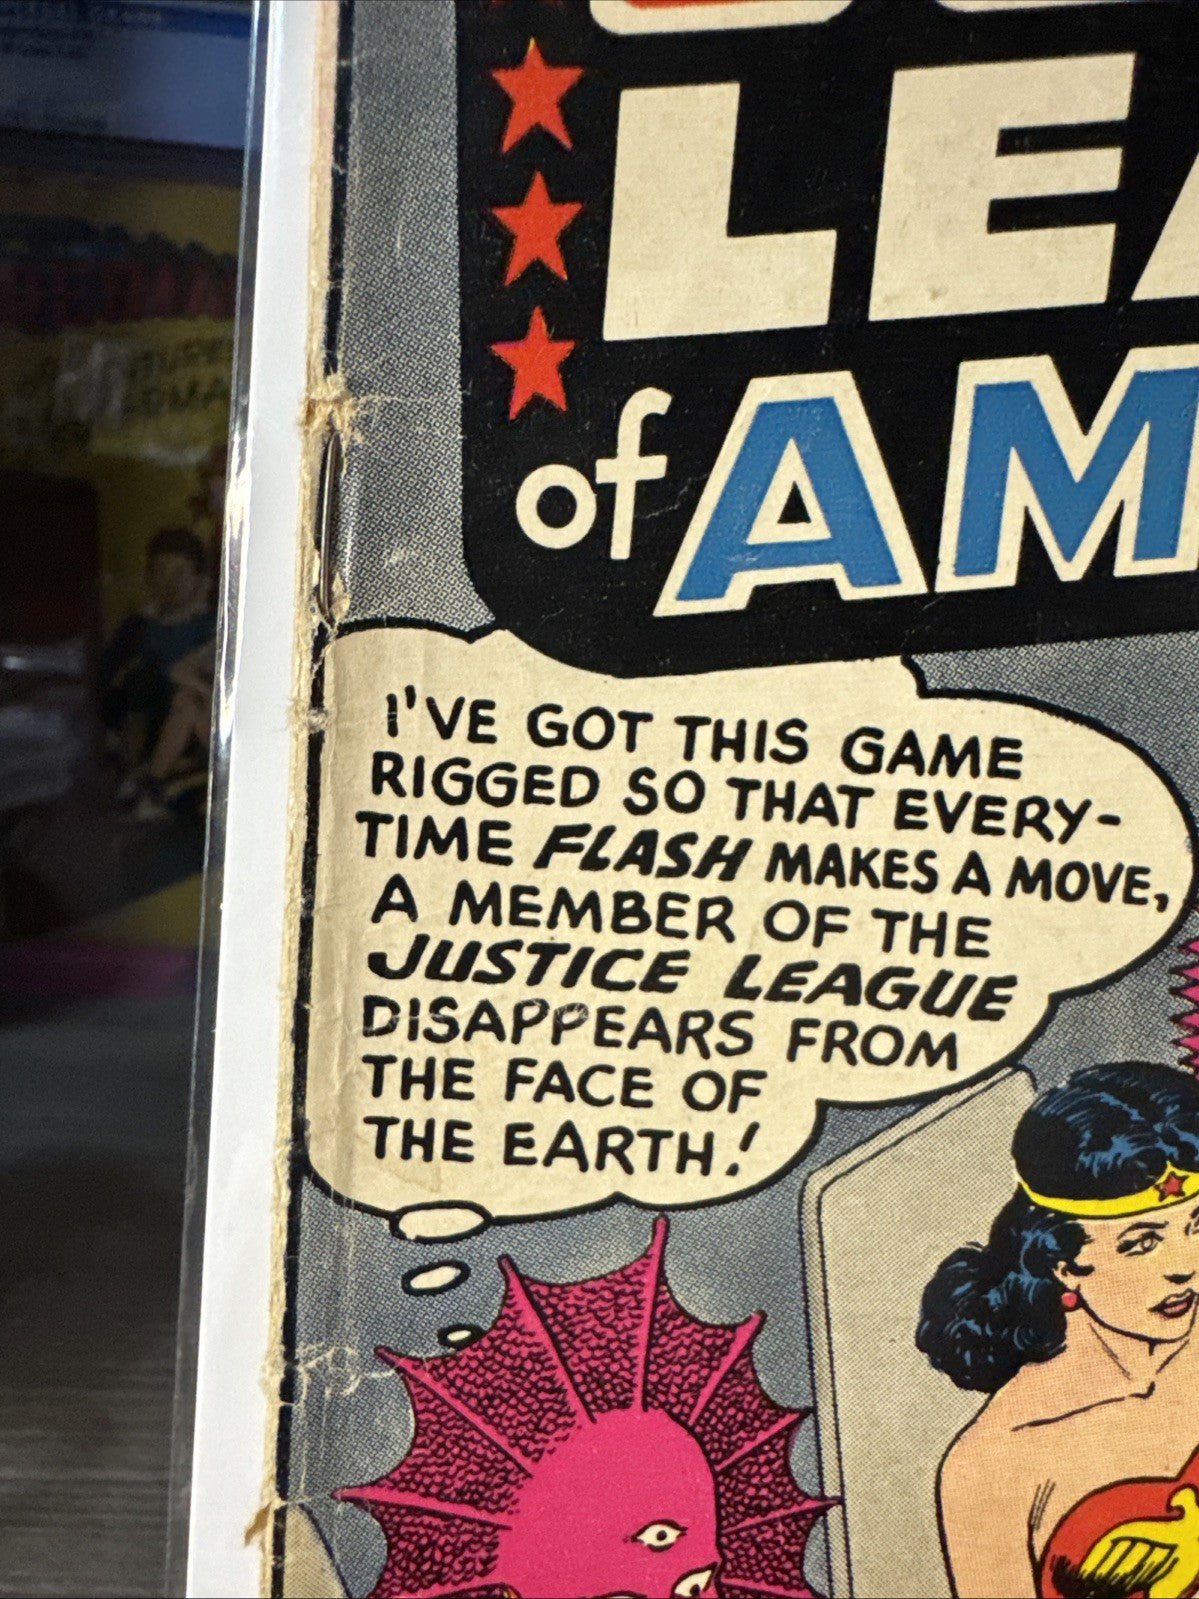 LEA
of AM
I'VE GOT THIS GAME
RIGGED SO THAT EVERY-
TIME FLASH MAKES A MOVE,
A MEMBER OF THE
JUSTICE LEAGUE
DISAPPEARS FROM
THE FACE OF
THE EARTH!